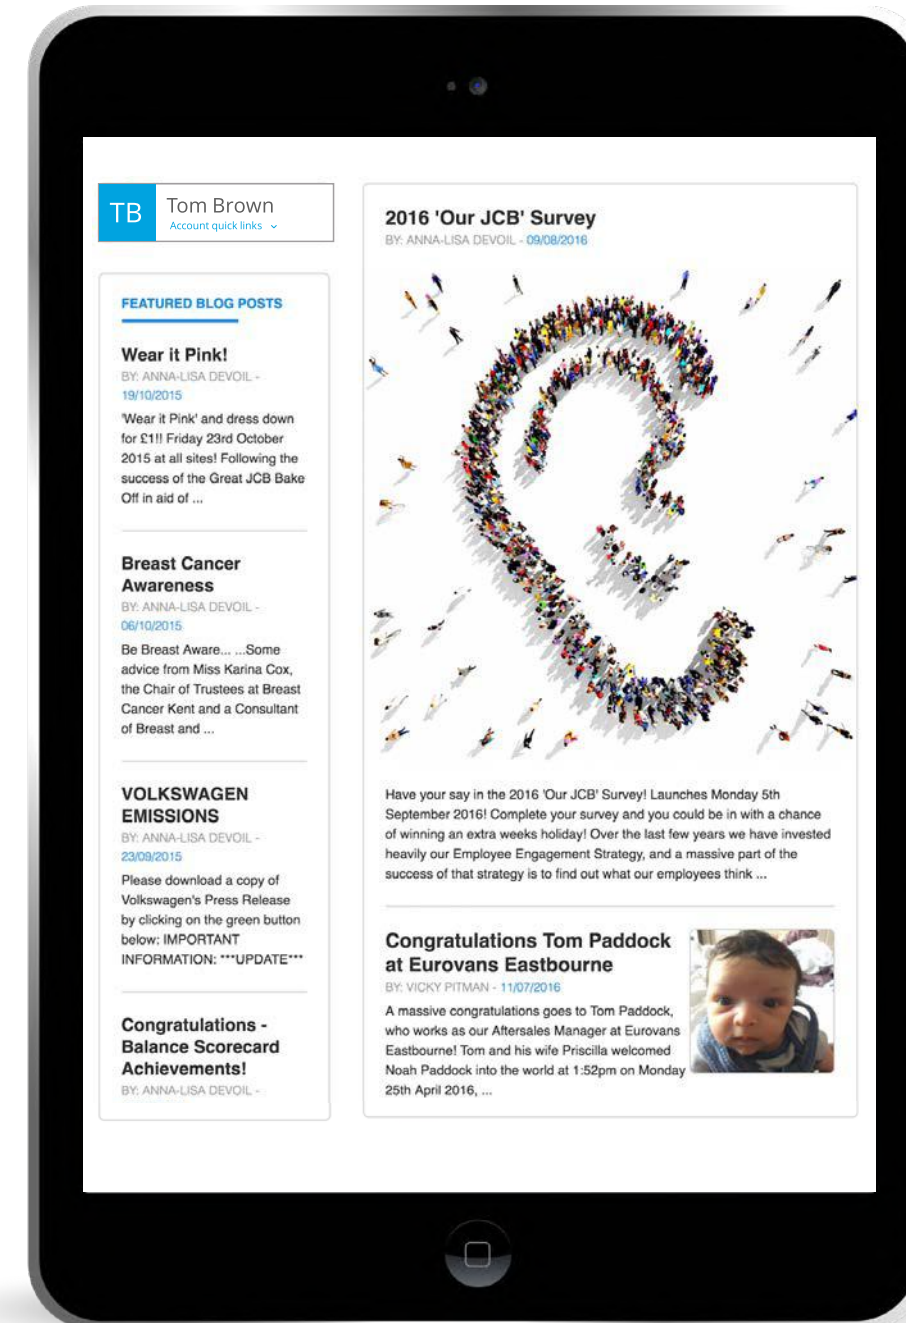 TB
Tom Brown
Account quick links
FEATURED BLOG POSTS
Wear it Pink!
BY: ANNA-LISA DEVOIL -
19/10/2015
'Wear it Pink' and dress down
for £1!! Friday 23rd October
2015 at all sites! Following the
success of the Great JCB Bake
Off in aid of ...
Breast Cancer
Awareness
BY: ANNA-LISA DEVOIL -
06/10/2015
Be Breast Aware... ...Some
advice from Miss Karina Cox,
the Chair of Trustees at Breast
Cancer Kent and a Consultant
of Breast and ...
VOLKSWAGEN
EMISSIONS
BY: ANNA-LISA DEVOIL -
23/09/2015
Please download a copy of
Volkswagen's Press Release
by clicking on the green button
below: IMPORTANT
INFORMATION: ***UPDATE***
Congratulations -
Balance Scorecard
Achievements!
BY: ANNA-LISA DEVOIL -
2016 'Our JCB' Survey
BY: ANNA-LISA DEVOIL - 09/08/2016
Have your say in the 2016 'Our JCB' Survey! Launches Monday 5th
September 2016! Complete your survey and you could be in with a chance
of winning an extra weeks holiday! Over the last few years we have invested
heavily our Employee Engagement Strategy, and a massive part of the
success of that strategy is to find out what our employees think ...
Congratulations Tom Paddock
at Eurovans Eastbourne
BY: VICKY PITMAN - 11/07/2016
A massive congratulations goes to Tom Paddock,
who works as our Aftersales Manager at Eurovans
Eastbourne! Tom and his wife Priscilla welcomed
Noah Paddock into the world at 1:52pm on Monday
25th April 2016, ...